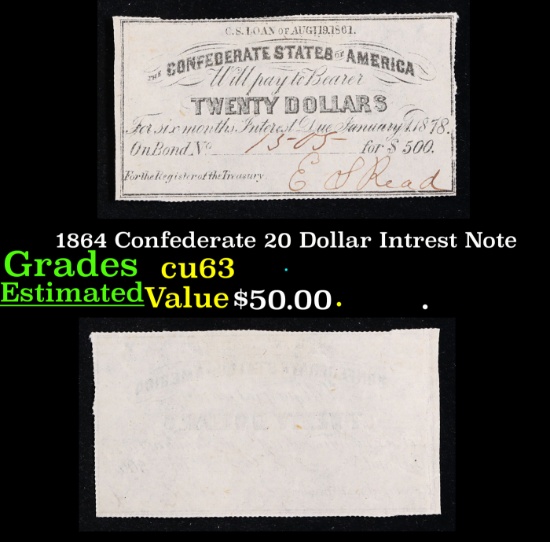 C.S. LOAN OF AUG! 19, 1861.
THE CONFEDERATE STATES OF AMERICA
Will pay to Bearer
TWENTY DOLLARS
For six months Interest Due January 1, 1878.
On Bond No 1505 for $500.
For the Register of the Treasury E S Read
1864 Confederate 20 Dollar Intrest Note
Grades cu63
Estimated Value $50.00